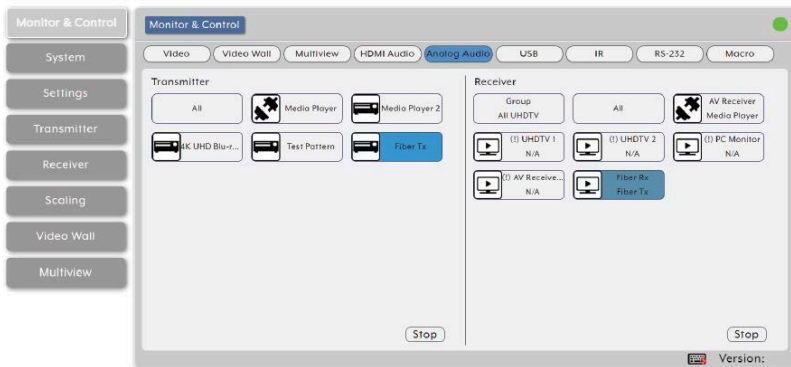 Monitor & Control
System
Settings
Transmitter
Receiver
Scaling
Video Wall
Multiview
Monitor & Control
Video
Video Wall
Multiview
HDMI Audio
Analog Audio
USB
IR
RS-232
Macro
Transmitter
All
Media Player
Media Player 2
4K UHD Blu-r...
Test Pattern
Fiber Tx
Stop
Receiver
Group
All UHDTV
All
AV Receiver
Media Player
(!) UHDTV 1
N/A
(!) UHDTV 2
N/A
(!) PC Monitor
N/A
(!) AV Receive...
N/A
Fiber Rx
Fiber Tx
Stop
Version: